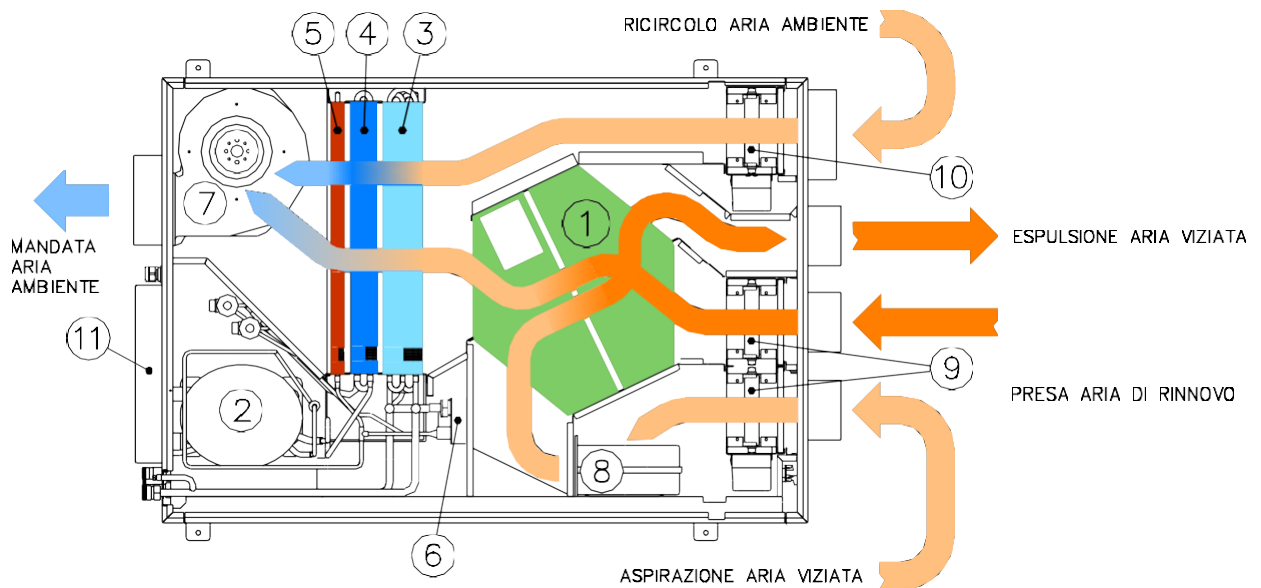 RICIRCOLO ARIA AMBIENTE
5
4
3
10
7
1
MANDATA
ARIA
AMBIENTE
ESPULSIONE ARIA VIZIATA
11
9
2
PRESA ARIA DI RINNOVO
8
6
ASPIRAZIONE ARIA VIZIATA